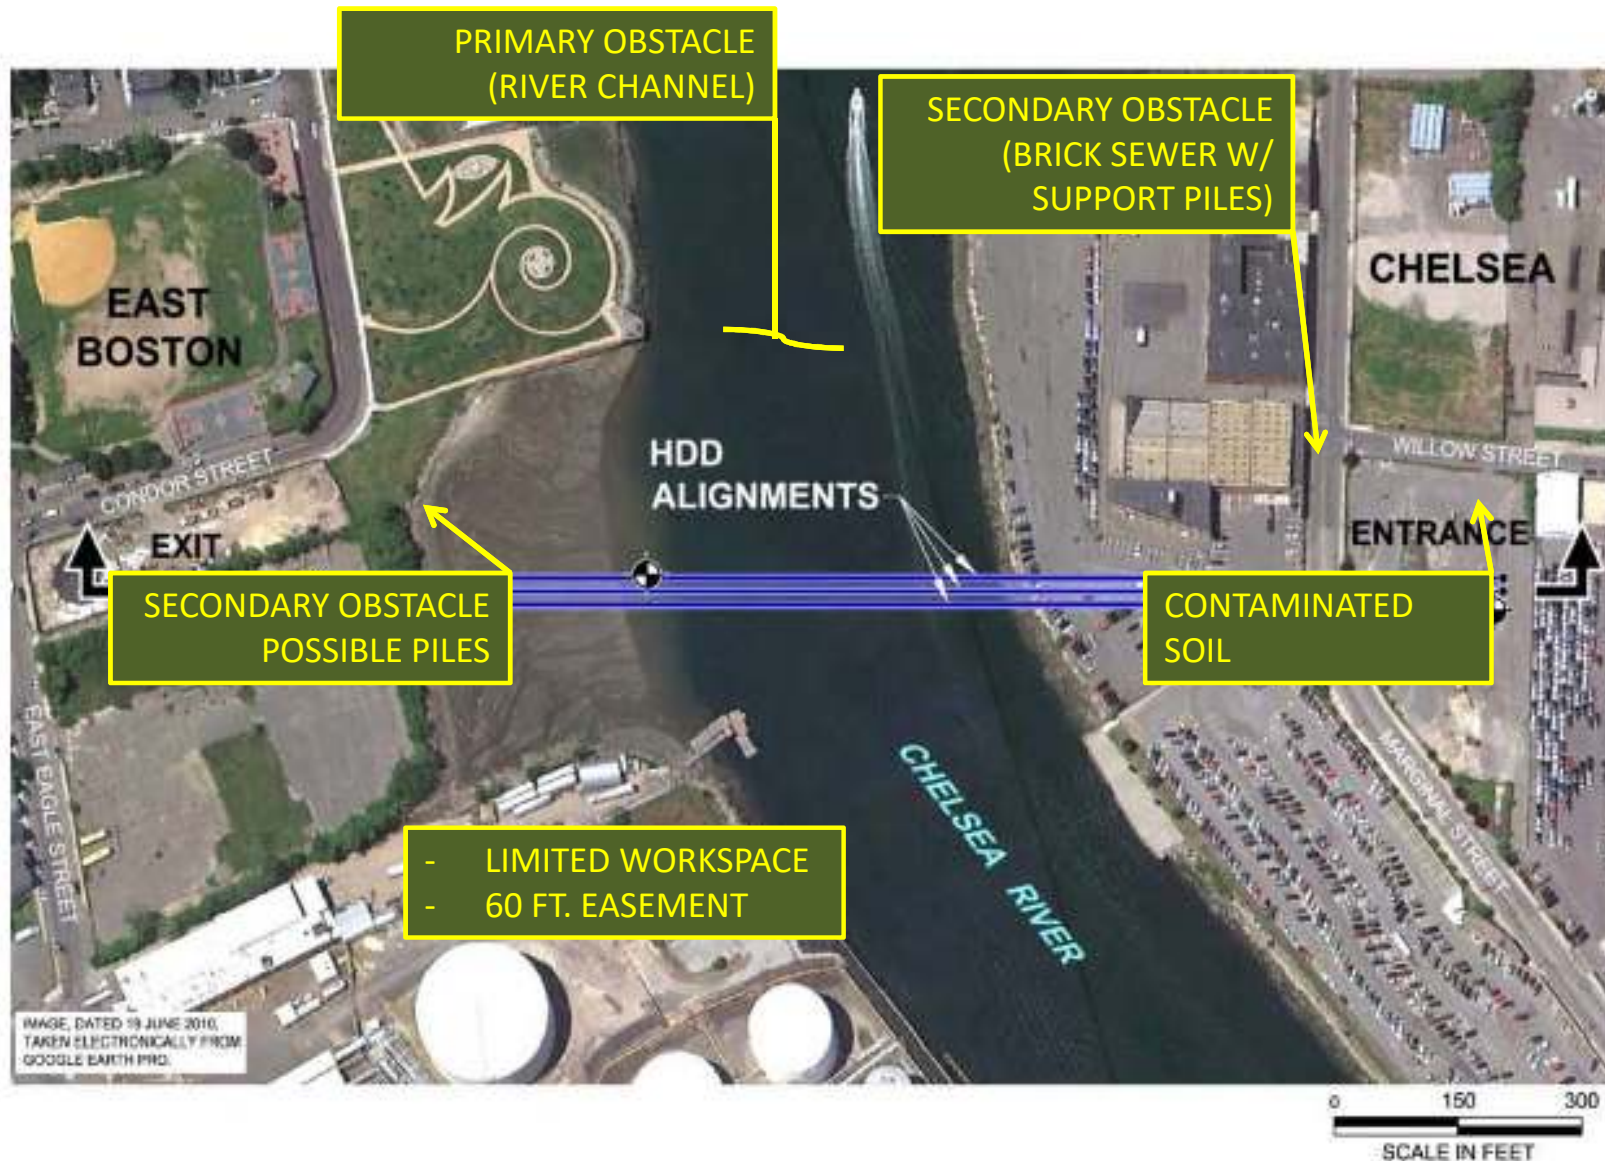 PRIMARY OBSTACLE
(RIVER CHANNEL)
SECONDARY OBSTACLE
(BRICK SEWER W/
SUPPORT PILES)
CHELSEA
EAST
BOSTON
HDD
ALIGNMENTS
WILLOW STREET
CONDOR STREET
EXIT
ENTRANCE
SECONDARY OBSTACLE
POSSIBLE PILES
CONTAMINATED
SOIL
EAST EAGLE STREET
MARGINAL STREET
CHELSEA RIVER
- LIMITED WORKSPACE
- 60 FT. EASEMENT
IMAGE, DATED 19 JUNE 2010,
TAKEN ELECTRONICALLY FROM
GOOGLE EARTH PRO.
0 150 300
SCALE IN FEET